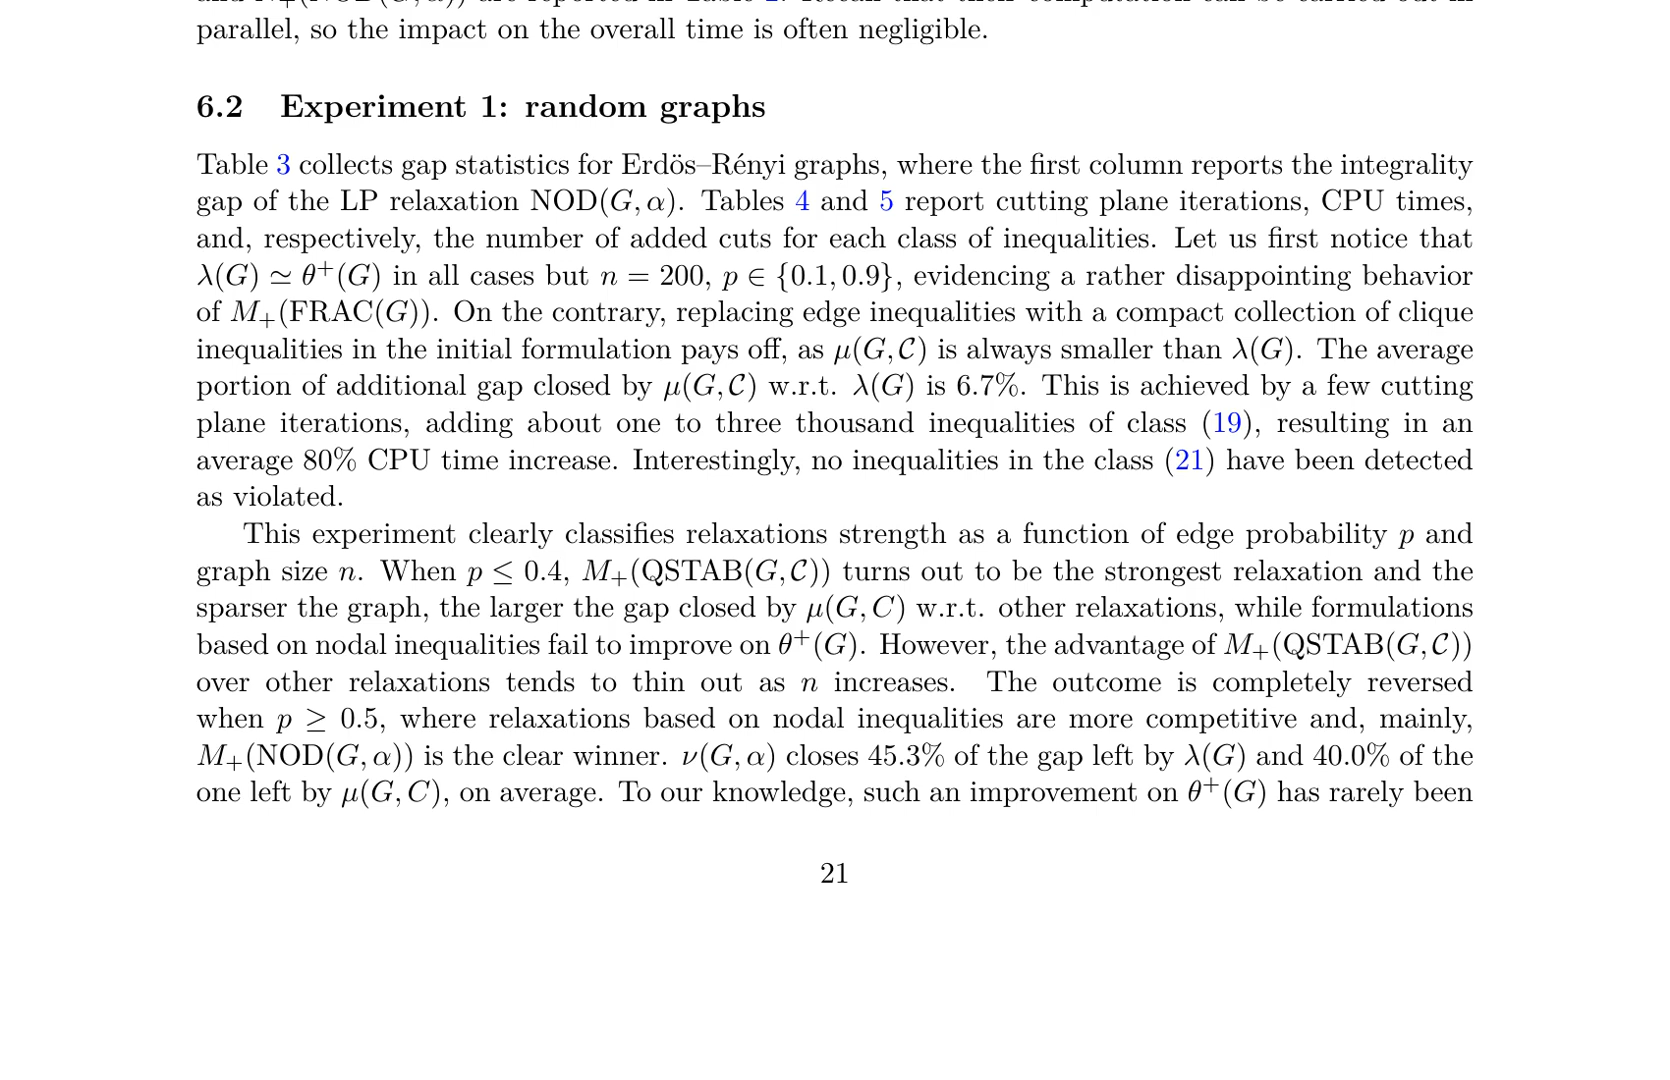 parallel, so the impact on the overall time is often negligible.
6.2 Experiment 1: random graphs
Table 3 collects gap statistics for Erdös–Rényi graphs, where the first column reports the integrality
gap of the LP relaxation NOD(G, α). Tables 4 and 5 report cutting plane iterations, CPU times,
and, respectively, the number of added cuts for each class of inequalities. Let us first notice that
λ(G) ≃ θ⁺(G) in all cases but n = 200, p ∈ {0.1, 0.9}, evidencing a rather disappointing behavior
of M₊(FRAC(G)). On the contrary, replacing edge inequalities with a compact collection of clique
inequalities in the initial formulation pays off, as μ(G, 𝒞) is always smaller than λ(G). The average
portion of additional gap closed by μ(G, 𝒞) w.r.t. λ(G) is 6.7%. This is achieved by a few cutting
plane iterations, adding about one to three thousand inequalities of class (19), resulting in an
average 80% CPU time increase. Interestingly, no inequalities in the class (21) have been detected
as violated.
This experiment clearly classifies relaxations strength as a function of edge probability p and
graph size n. When p ≤ 0.4, M₊(QSTAB(G, 𝒞)) turns out to be the strongest relaxation and the
sparser the graph, the larger the gap closed by μ(G, C) w.r.t. other relaxations, while formulations
based on nodal inequalities fail to improve on θ⁺(G). However, the advantage of M₊(QSTAB(G, 𝒞))
over other relaxations tends to thin out as n increases. The outcome is completely reversed
when p ≥ 0.5, where relaxations based on nodal inequalities are more competitive and, mainly,
M₊(NOD(G, α)) is the clear winner. ν(G, α) closes 45.3% of the gap left by λ(G) and 40.0% of the
one left by μ(G, C), on average. To our knowledge, such an improvement on θ⁺(G) has rarely been
21